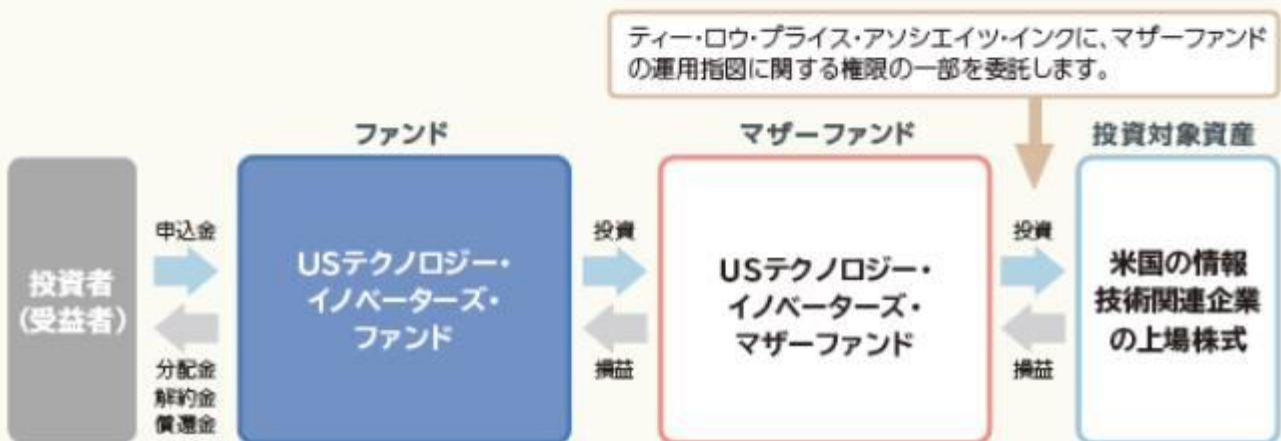 ティー・ロウ・プライス・アソシエイツ・インクに、マザーファンド
の運用指図に関する権限の一部を委託します。
ファンド
マザーファンド
投資対象資産
投資者
(受益者)
申込金
分配金
解約金
償還金
USテクノロジー・
イノベーターズ・
ファンド
投資
損益
USテクノロジー・
イノベーターズ・
マザーファンド
投資
損益
米国の情報
技術関連企業
の上場株式